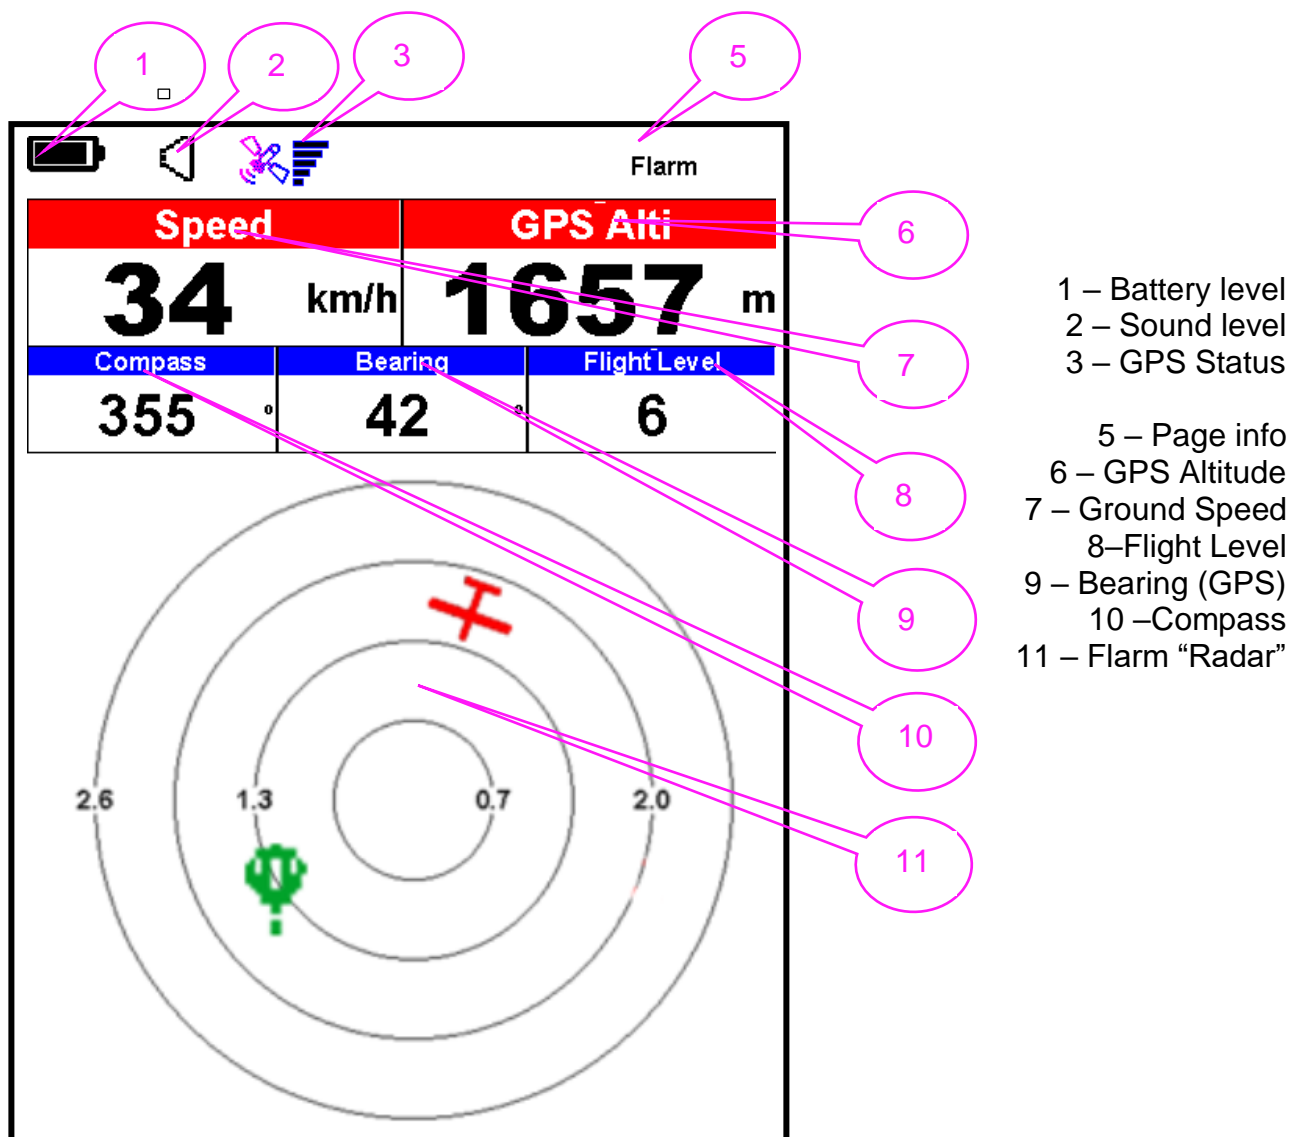 1 2 3 5
Flarm
Speed GPS Alti
34 km/h 1657 m
Compass Bearing Flight Level
355 ° 42 ° 6
6
7
8
9
10
11
2.6 1.3 0.7 2.0
1 – Battery level
2 – Sound level
3 – GPS Status
5 – Page info
6 – GPS Altitude
7 – Ground Speed
8–Flight Level
9 – Bearing (GPS)
10 –Compass
11 – Flarm “Radar”